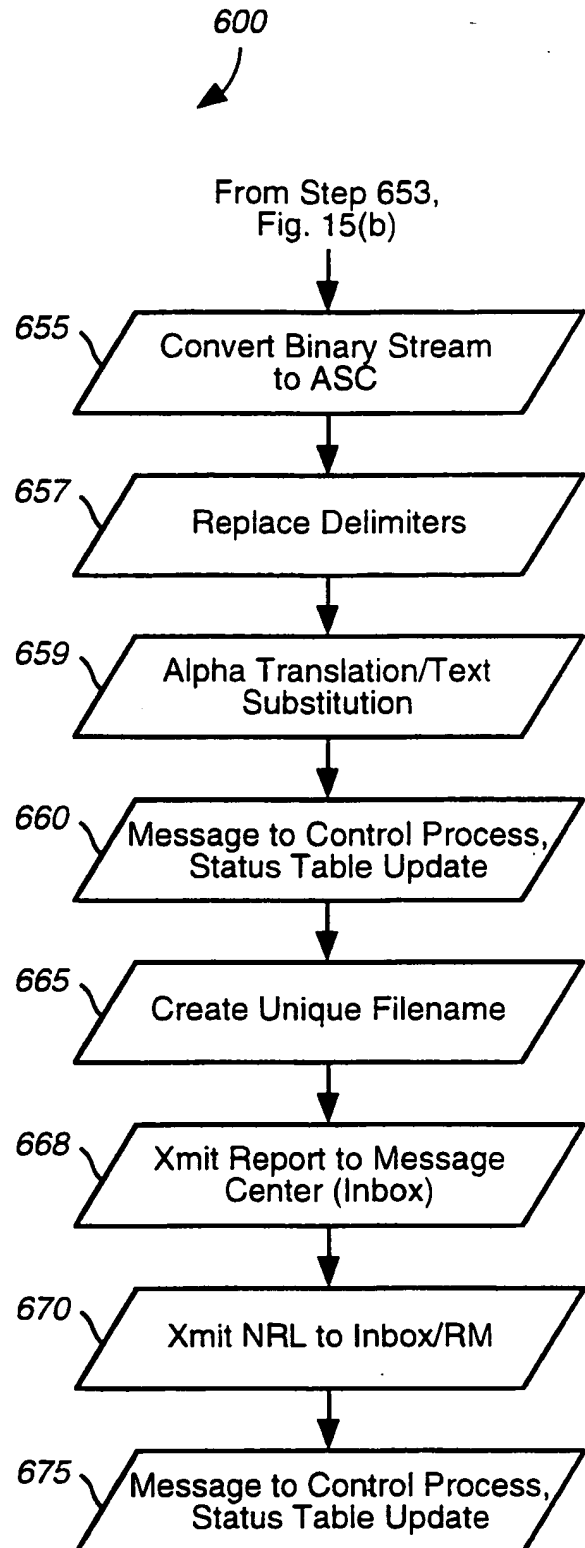 600
From Step 653,
Fig. 15(b)
655
Convert Binary Stream
to ASC
657
Replace Delimiters
659
Alpha Translation/Text
Substitution
660
Message to Control Process,
Status Table Update
665
Create Unique Filename
668
Xmit Report to Message
Center (Inbox)
670
Xmit NRL to Inbox/RM
675
Message to Control Process,
Status Table Update